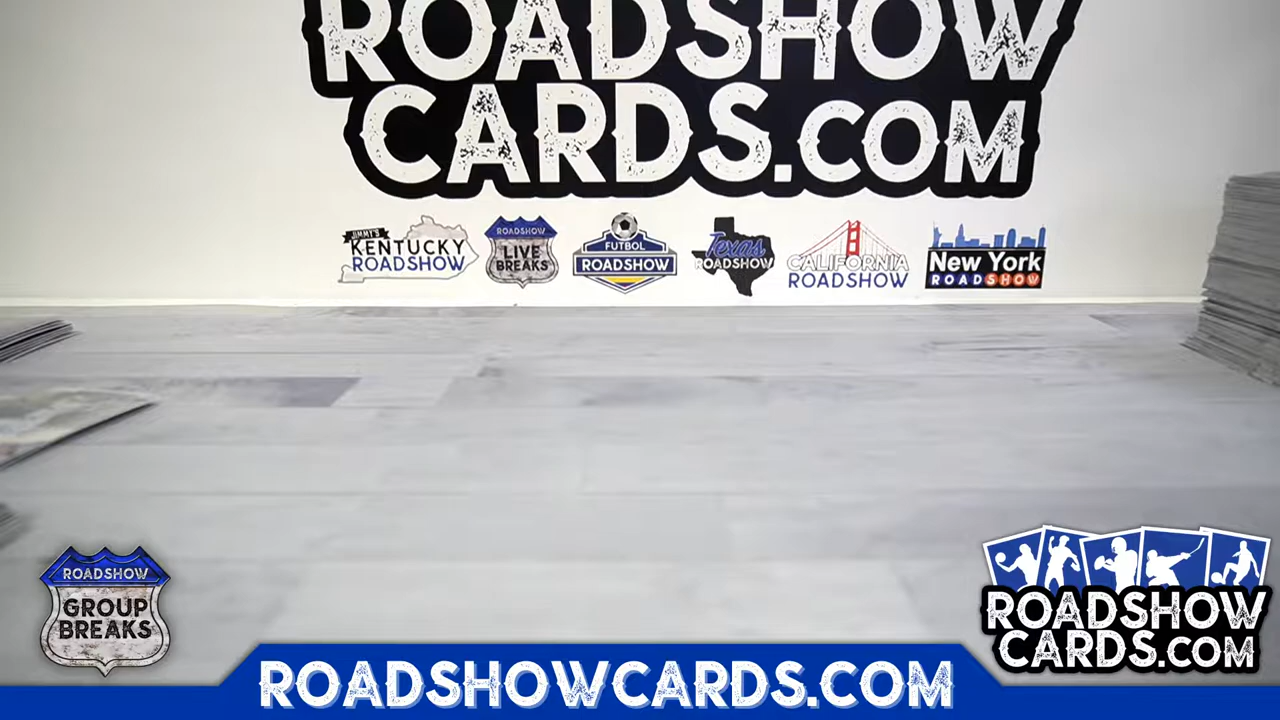 ROADSHOW
CARDS.COM
JIMMY'S
KENTUCKY
ROADSHOW
ROADSHOW
LIVE
BREAKS
FUTBOL
ROADSHOW
Texas
ROADSHOW
CALIFORNIA
ROADSHOW
New York
ROADSHOW
ROADSHOW
GROUP
BREAKS
ROADSHOW
CARDS.COM
ROADSHOWCARDS.COM